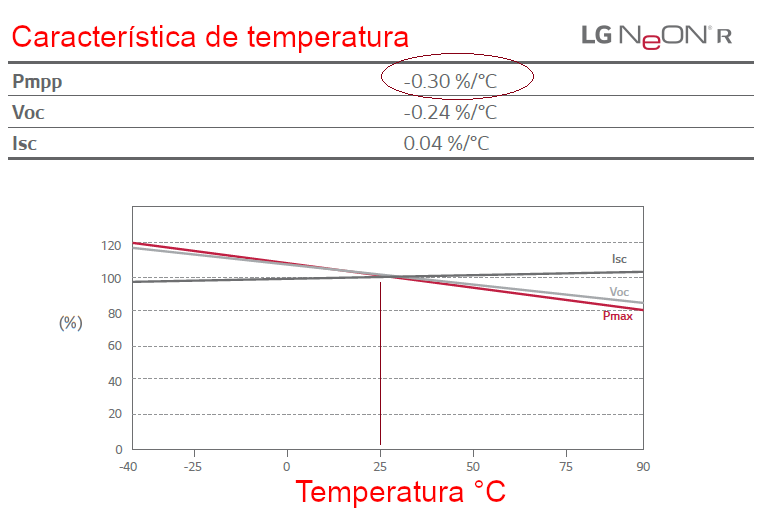 Característica de temperatura
LG NeON® R
Pmpp -0.30 %/°C
Voc -0.24 %/°C
Isc 0.04 %/°C
120
100
80
60
40
20
0
(%)
Isc
Voc
Pmax
-40 -25 0 25 50 75 90
Temperatura °C